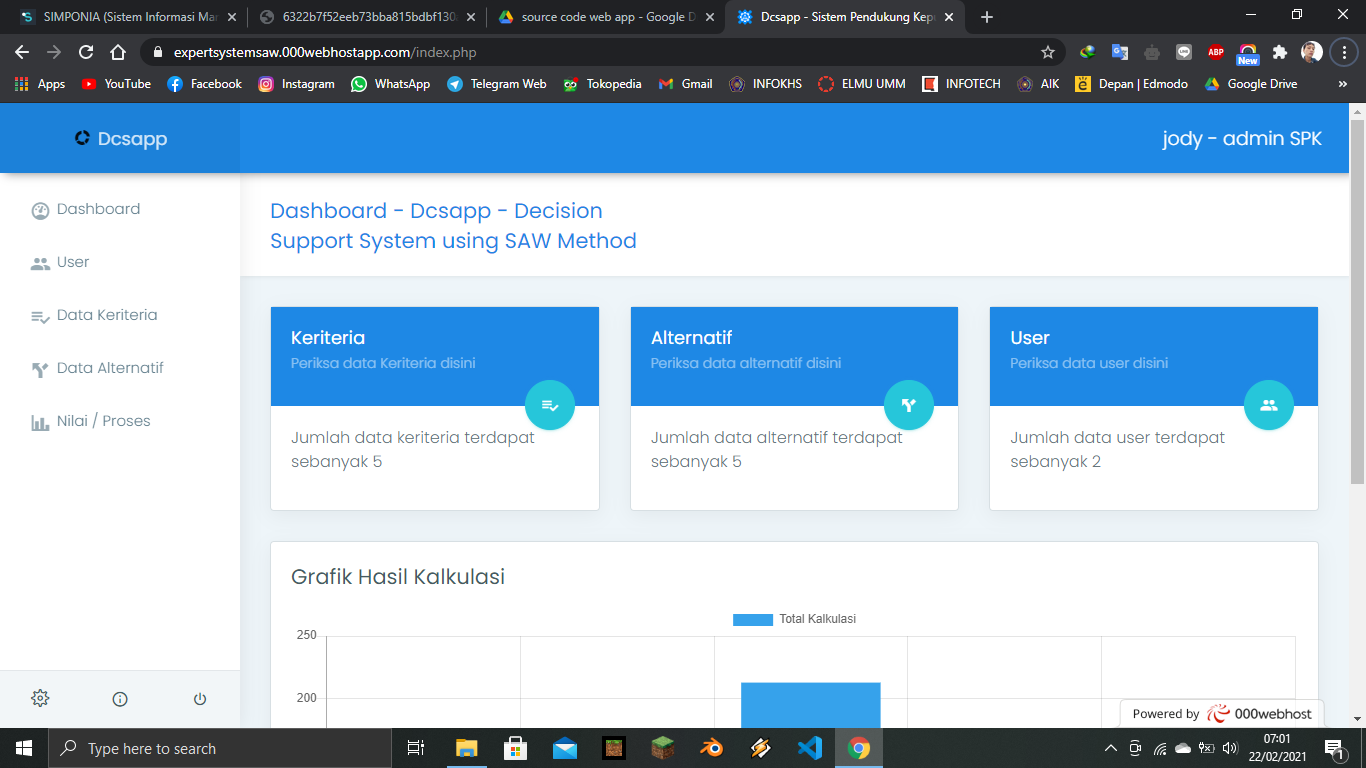 SIMPONIA (Sistem Informasi Mar
6322b7f52eeb73bba815bdbf130
source code web app - Google D
Dcsapp - Sistem Pendukung Kep
expertsystemsaw.000webhostapp.com/index.php
ABP
New
Apps
YouTube
Facebook
Instagram
WhatsApp
Telegram Web
Tokopedia
Gmail
INFOKHS
ELMU UMM
INFOTECH
AIK
Depan | Edmodo
Google Drive
»
Dcsapp
jody - admin SPK
Dashboard
User
Data Keriteria
Data Alternatif
Nilai / Proses
Dashboard - Dcsapp - Decision
Support System using SAW Method
Keriteria
Periksa data Keriteria disini
Jumlah data keriteria terdapat
sebanyak 5
Alternatif
Periksa data alternatif disini
Jumlah data alternatif terdapat
sebanyak 5
User
Periksa data user disini
Jumlah data user terdapat
sebanyak 2
Grafik Hasil Kalkulasi
Total Kalkulasi
250
200
Powered by 000webhost
Type here to search
07:01
22/02/2021
1